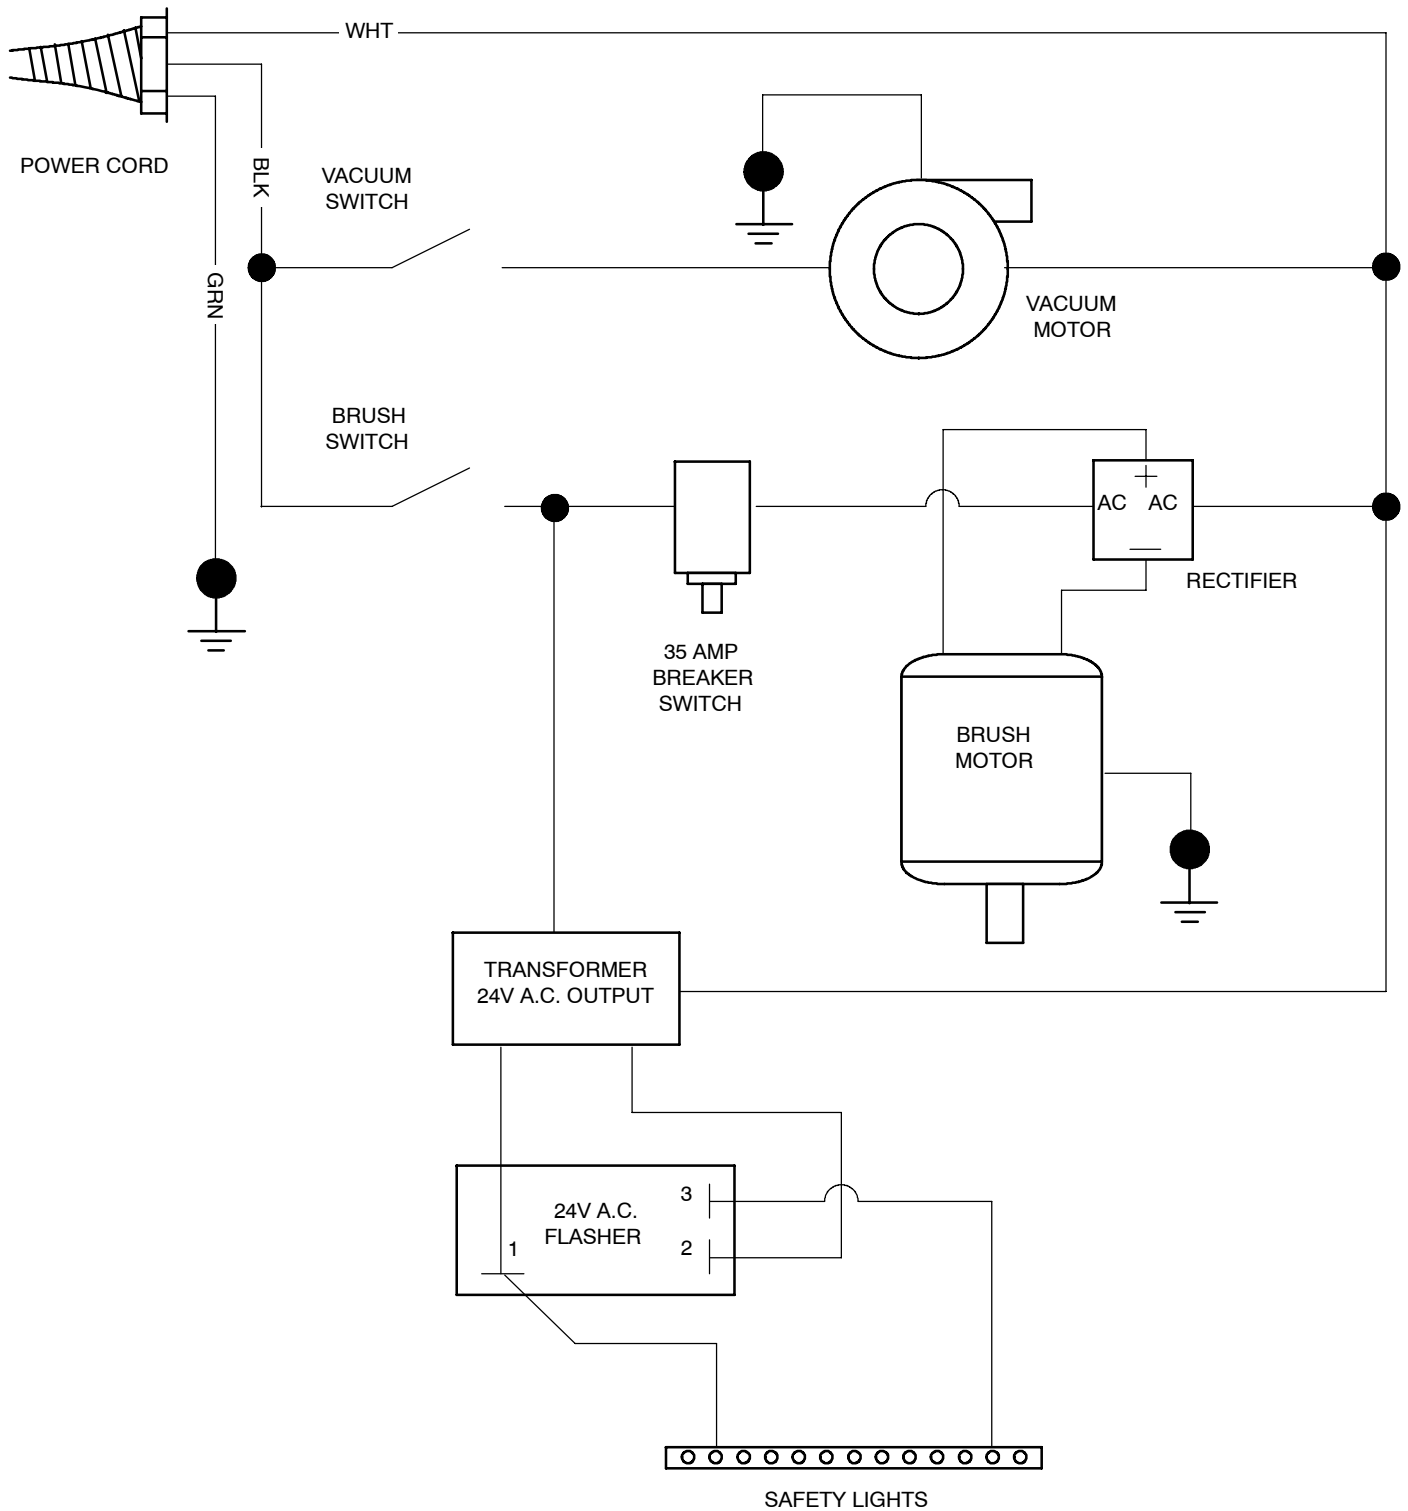 WHT
POWER CORD
BLK
VACUUM
SWITCH
GRN
VACUUM
MOTOR
BRUSH
SWITCH
AC AC
RECTIFIER
35 AMP
BREAKER
SWITCH
BRUSH
MOTOR
TRANSFORMER
24V A.C. OUTPUT
3
24V A.C.
FLASHER
1
2
SAFETY LIGHTS